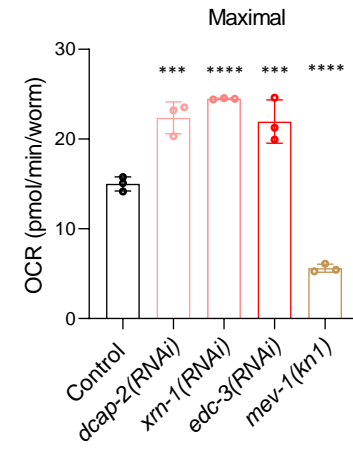 Maximal
OCR (pmol/min/worm)
30
20
10
0
*** **** *** ****
Control
dcap-2(RNAi)
xrn-1(RNAi)
edc-3(RNAi)
mev-1(kn1)